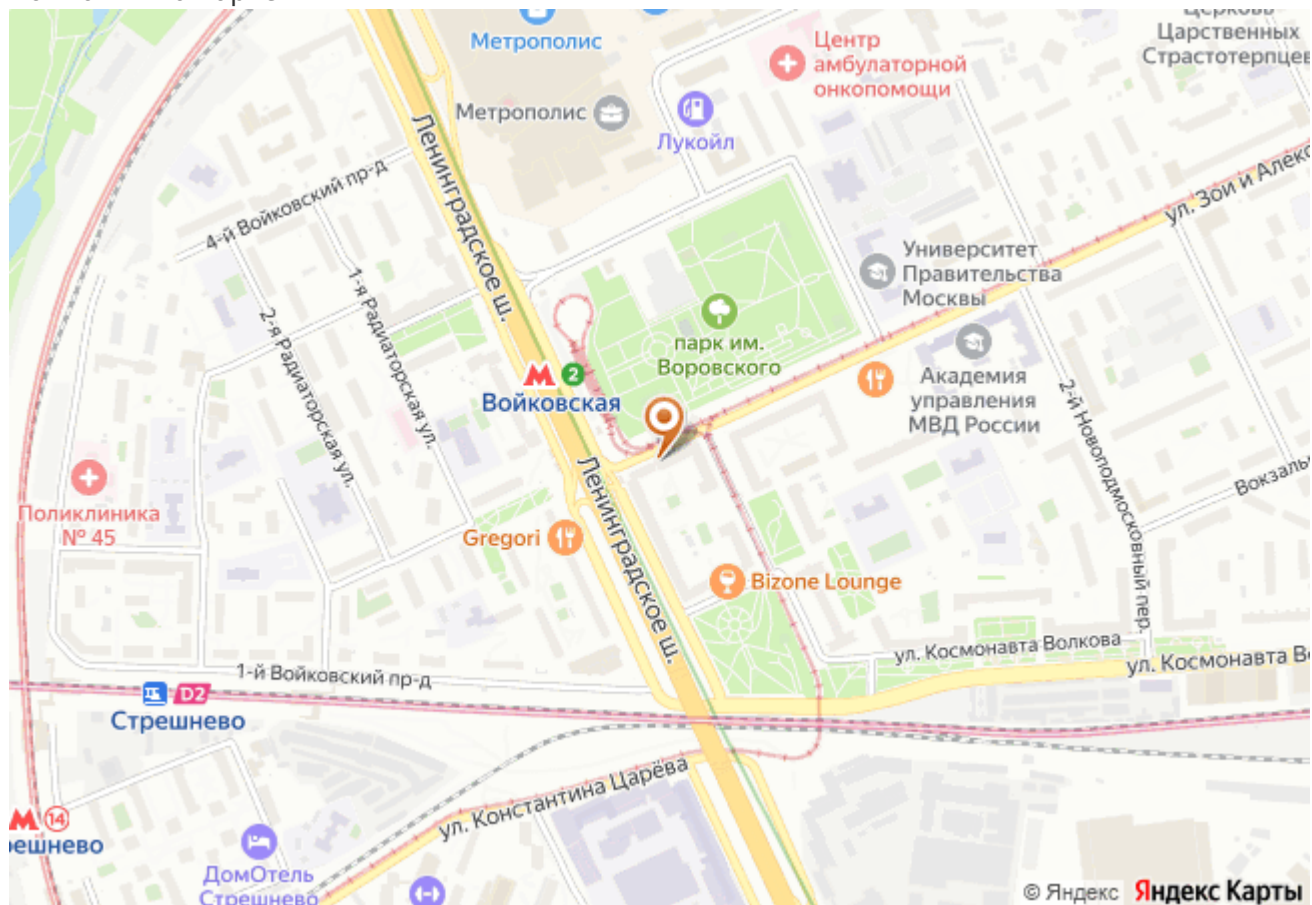 Церковь
Царственных
Страстотерпцев
Метрополис
Центр
амбулаторной
онкопомощи
Метрополис
Лукойл
Ленинградское ш.
4-й Войковский пр-д
ул. Зои и Алекс
1-я Радиаторская ул.
2-я Радиаторская ул.
Университет
Правительства
Москвы
парк им.
Воровского
Академия
управления
МВД России
2
Войковская
2-й Новоподмосковный пер.
Вокзаль
Поликлиника
№ 45
Gregori
Ленинградское ш.
Bizone Lounge
ул. Космонавта Волкова
ул. Космонавта В
1-й Войковский пр-д
D2
Стрешнево
ул. Константина Царёва
М 14
решнево
ДомОтель
Стрешнево
© Яндекс Яндекс Карты